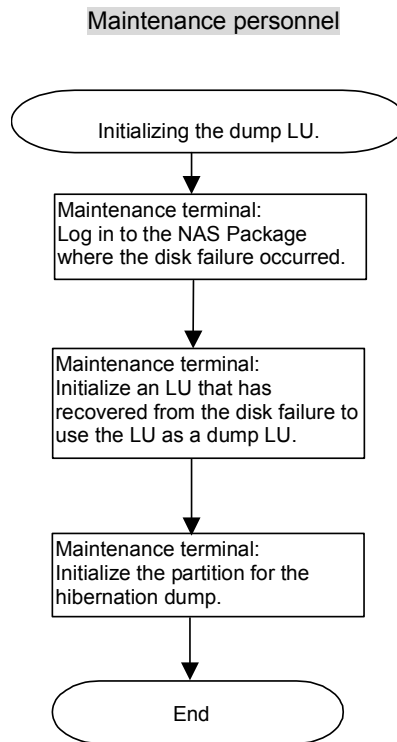 Maintenance personnel
Initializing the dump LU.
Maintenance terminal:
Log in to the NAS Package
where the disk failure occurred.
Maintenance terminal:
Initialize an LU that has
recovered from the disk failure to
use the LU as a dump LU.
Maintenance terminal:
Initialize the partition for the
hibernation dump.
End